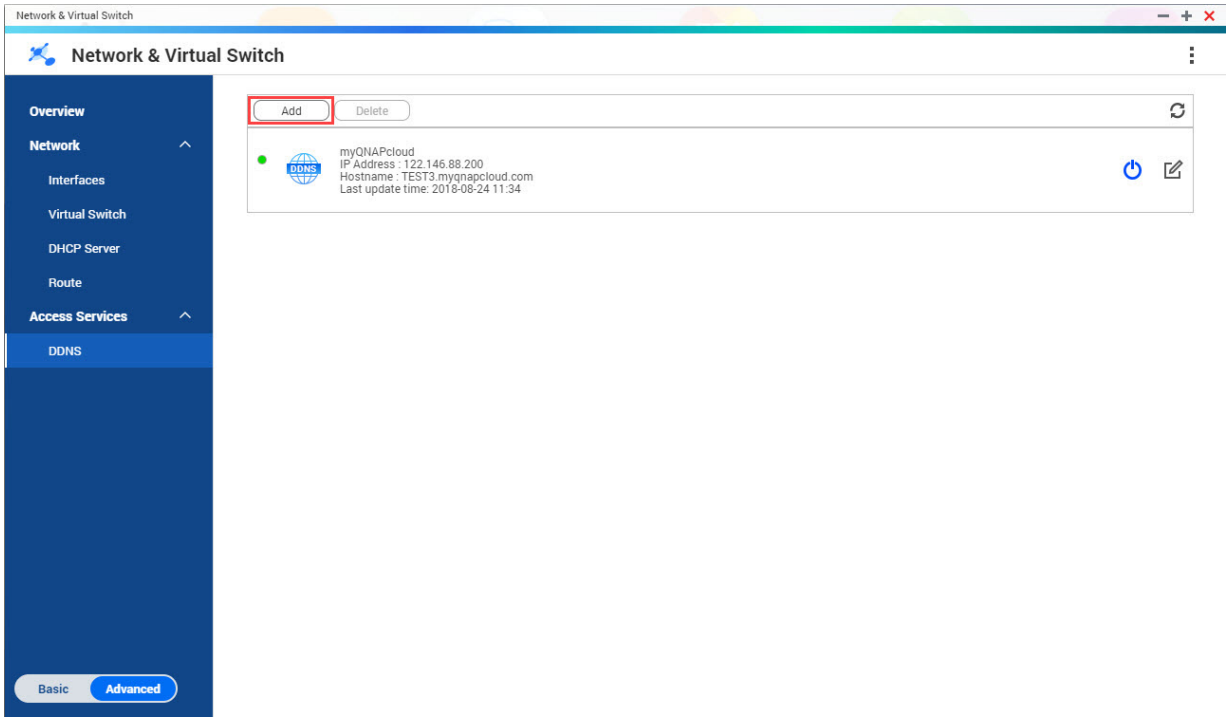 Network & Virtual Switch
Network & Virtual Switch
Overview
Network
Interfaces
Virtual Switch
DHCP Server
Route
Access Services
DDNS
Basic Advanced
Add Delete
DDNS
myQNAPcloud
IP Address : 122.146.88.200
Hostname : TEST3.myqnapcloud.com
Last update time: 2018-08-24 11:34